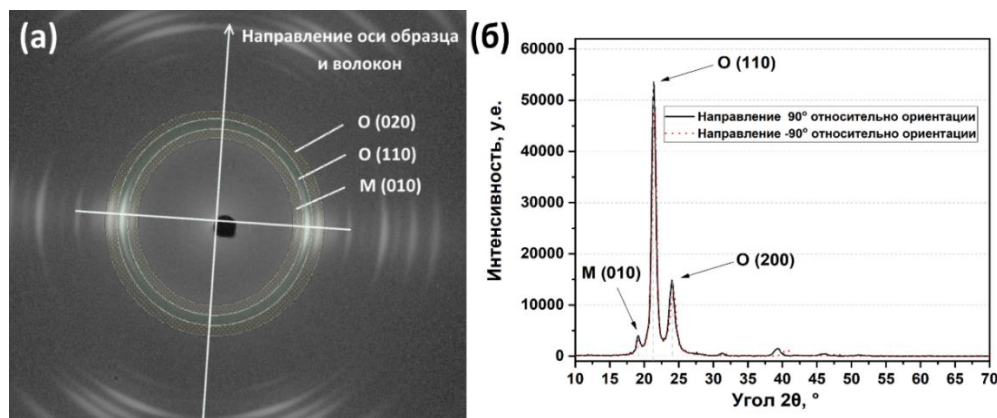 (а)
Направление оси образца
и волокон
O (020)
O (110)
M (010)
(б)
Интенсивность, у.е.
60000
50000
40000
30000
20000
10000
0
O (110)
Направление 90° относительно ориентации
Направление -90° относительно ориентации
M (010)
O (200)
10 15 20 25 30 35 40 45 50 55 60 65 70
Угол 2θ, °